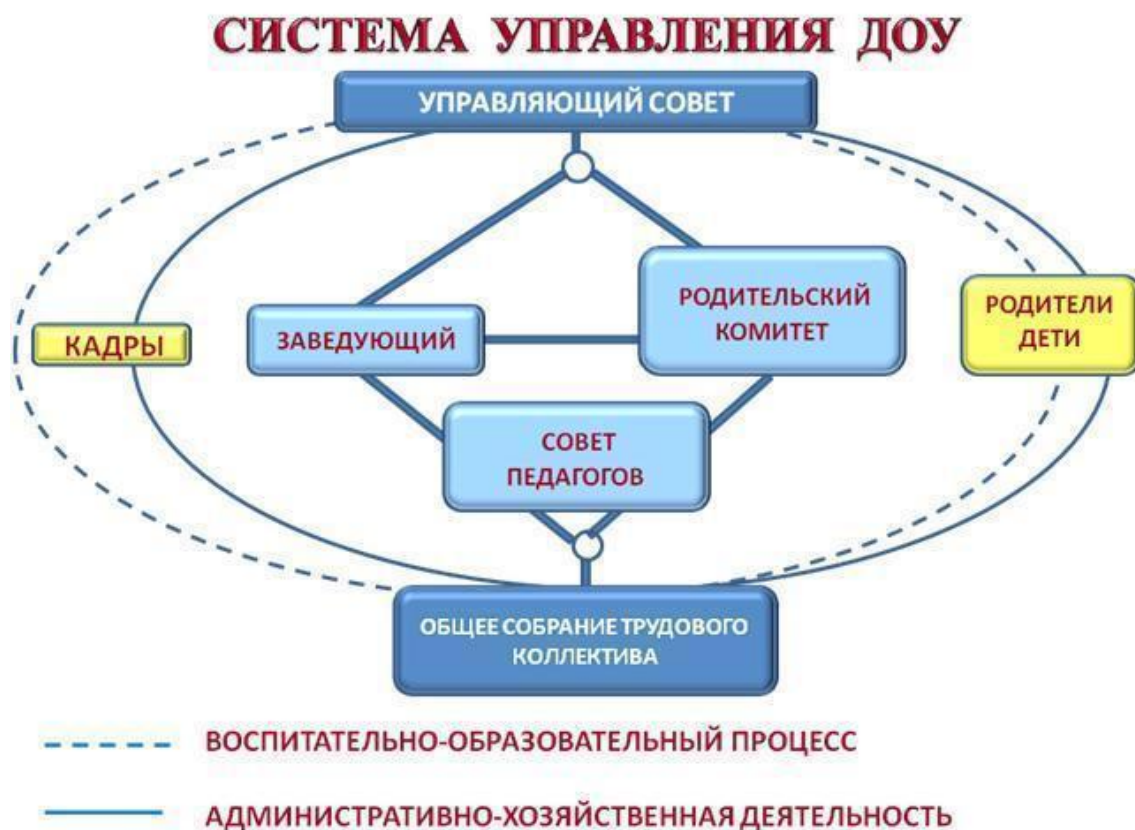 СИСТЕМА УПРАВЛЕНИЯ ДОУ
УПРАВЛЯЮЩИЙ СОВЕТ
РОДИТЕЛЬСКИЙ
КОМИТЕТ
РОДИТЕЛИ
ДЕТИ
КАДРЫ
ЗАВЕДУЮЩИЙ
СОВЕТ
ПЕДАГОГОВ
ОБЩЕЕ СОБРАНИЕ ТРУДОВОГО
КОЛЛЕКТИВА
ВОСПИТАТЕЛЬНО-ОБРАЗОВАТЕЛЬНЫЙ ПРОЦЕСС
АДМИНИСТРАТИВНО-ХОЗЯЙСТВЕННАЯ ДЕЯТЕЛЬНОСТЬ